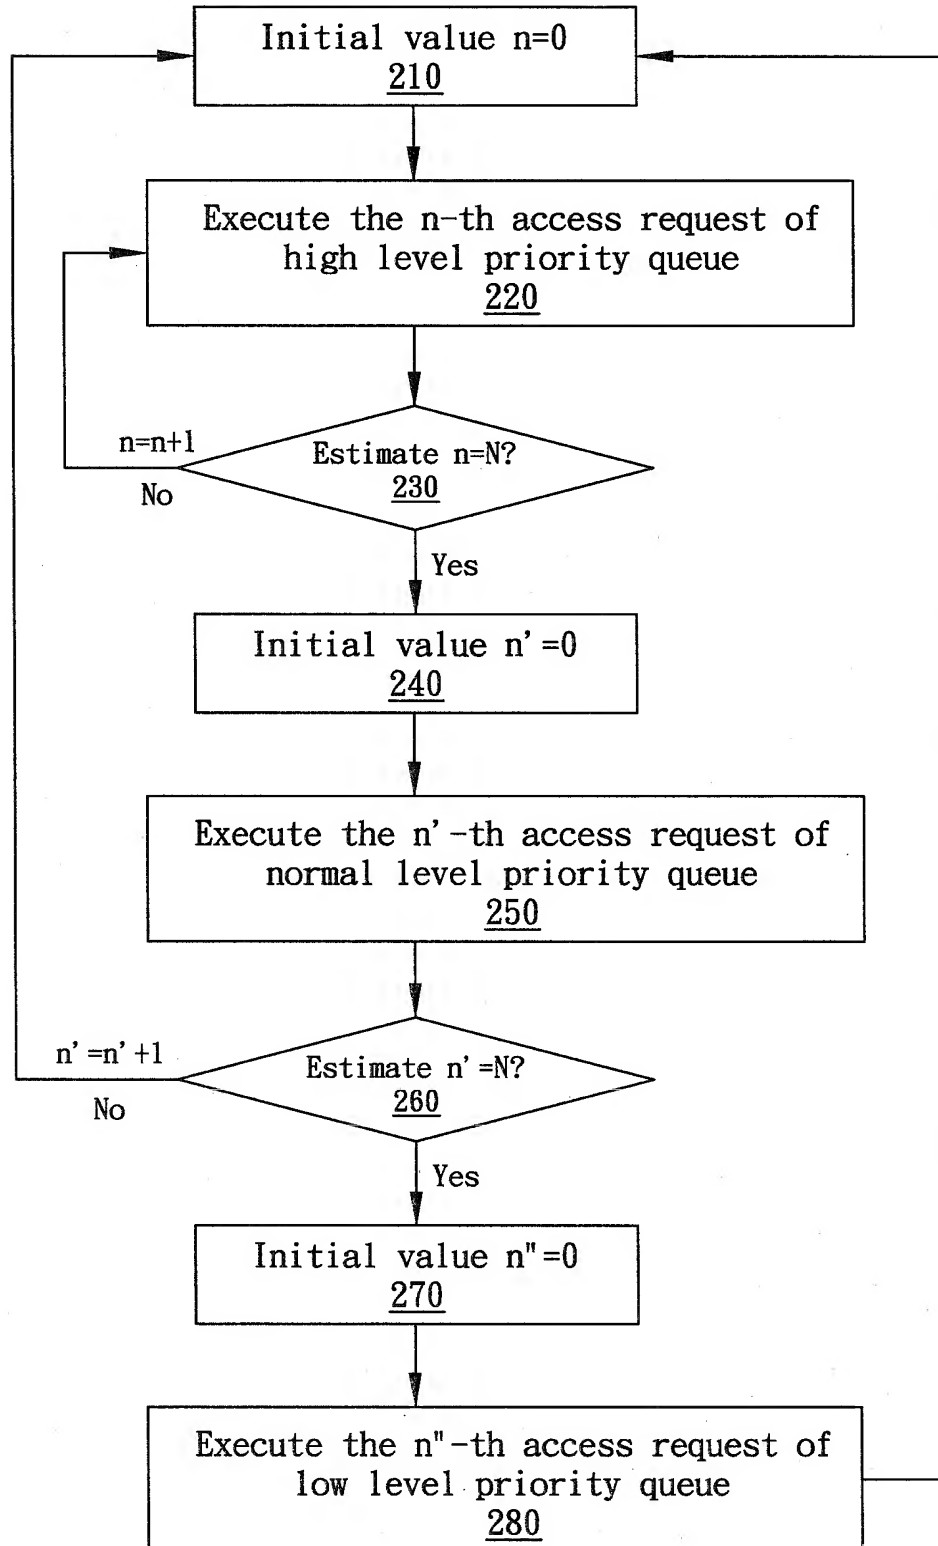 Initial value n=0
210
Execute the n-th access request of
high level priority queue
220
n=n+1
Estimate n=N?
230
No
Yes
Initial value n'=0
240
Execute the n'-th access request of
normal level priority queue
250
n'=n'+1
Estimate n'=N?
260
No
Yes
Initial value n"=0
270
Execute the n"-th access request of
low level priority queue
280